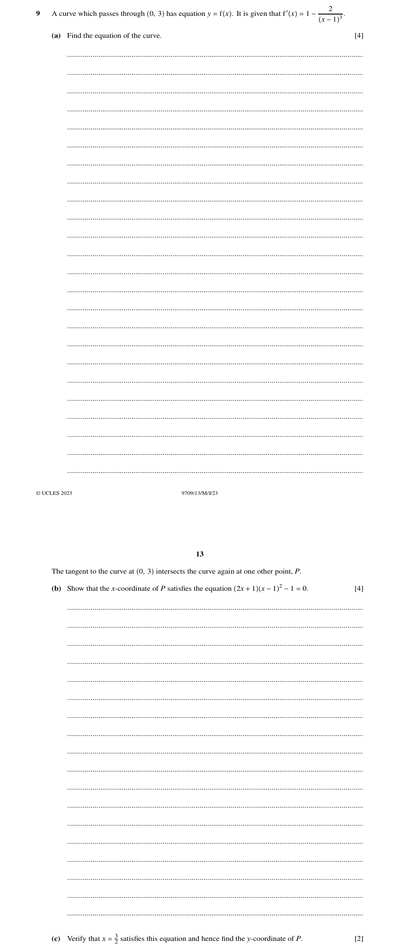 9 A curve which passes through (0, 3) has equation y = f(x). It is given that f′(x) = 1 − 2/(x − 1)³.
(a) Find the equation of the curve. [4]
© UCLES 2023 9709/13/M/J/23
13
The tangent to the curve at (0, 3) intersects the curve again at one other point, P.
(b) Show that the x-coordinate of P satisfies the equation (2x + 1)(x − 1)² − 1 = 0. [4]
(c) Verify that x = 3/2 satisfies this equation and hence find the y-coordinate of P. [2]